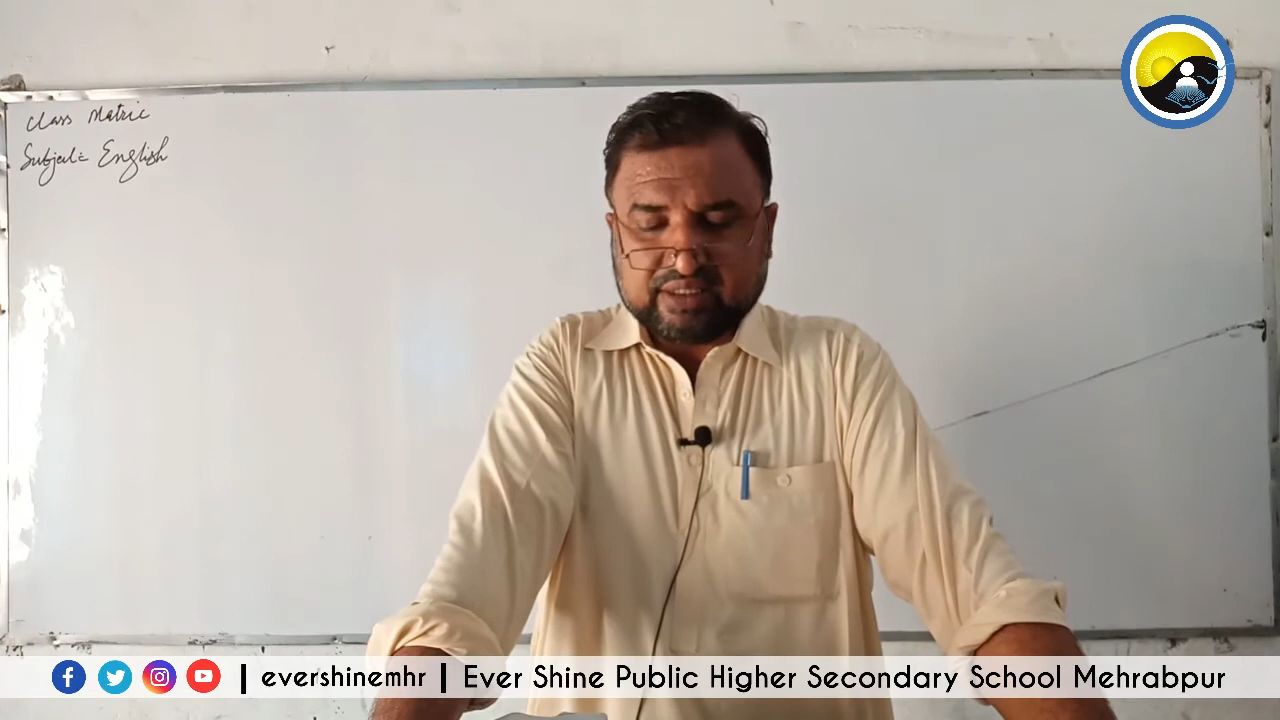 Class Matric
Subject:- English
| evershinemhr | Ever Shine Public Higher Secondary School Mehrabpur